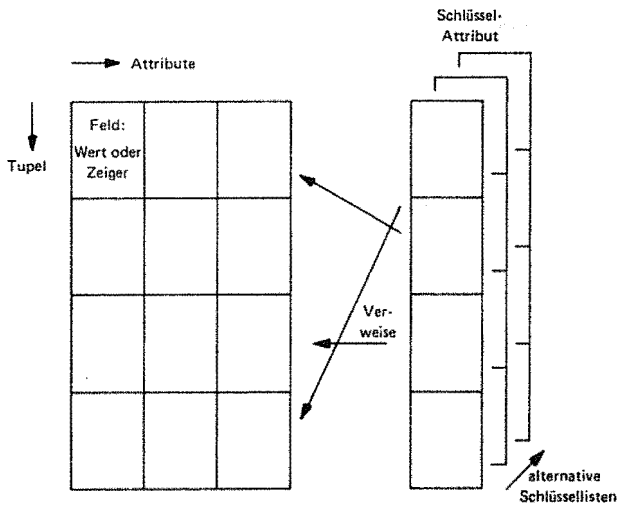 Schlüssel-
Attribut
Attribute
Tupel
Feld:
Wert oder
Zeiger
Ver-
weise
alternative
Schlüssellisten